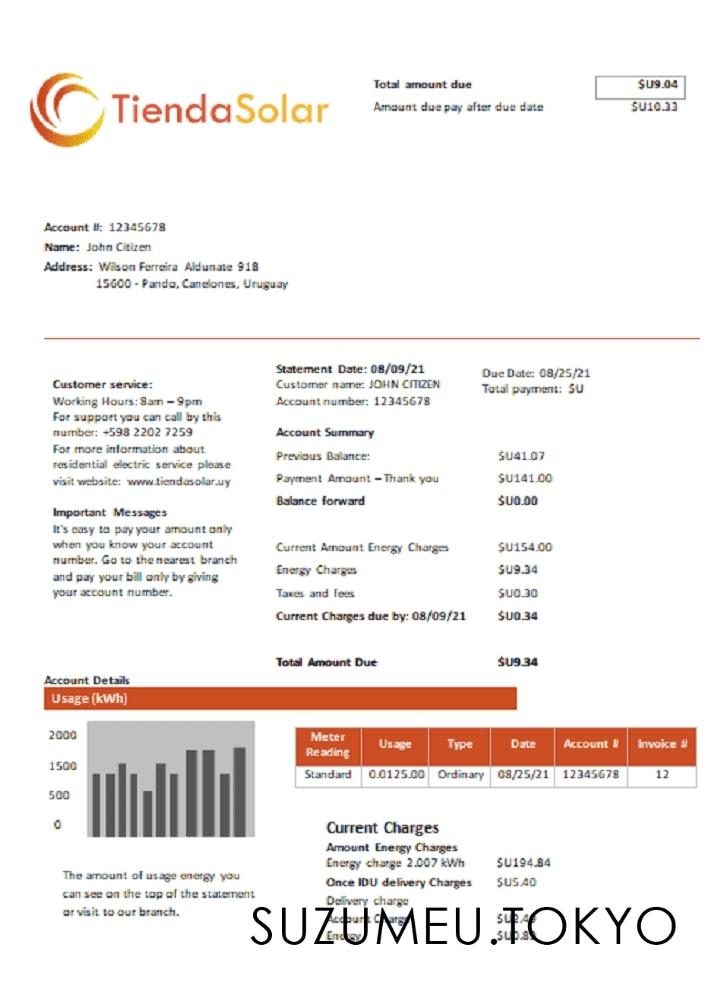 TiendaSolar
Total amount due $U9.04
Amount due pay after due date $U10.33
Account #: 12345678
Name: John Citizen
Address: Wilson Ferreira Aldunate 918
15600 - Pando, Canelones, Uruguay
Customer service:
Working Hours: 8am – 9pm
For support you can call by this
number: +598 2202 7259
For more information about
residential electric service please
visit website: www.tiendasolar.uy
Important Messages
It's easy to pay your amount only
when you know your account
number. Go to the nearest branch
and pay your bill only by giving
your account number.
Statement Date: 08/09/21
Customer name: JOHN CITIZEN
Account number: 12345678
Due Date: 08/25/21
Total payment: $U
Account Summary
Previous Balance: $U41.07
Payment Amount – Thank you $U141.00
Balance forward $U0.00
Current Amount Energy Charges $U154.00
Energy Charges $U9.34
Taxes and fees $U0.30
Current Charges due by: 08/09/21 $U0.34
Total Amount Due $U9.34
Account Details
Usage (kWh)
2000
1500
500
0
The amount of usage energy you
can see on the top of the statement
or visit to our branch.
Meter Reading Usage Type Date Account # Invoice #
Standard 0.0125.00 Ordinary 08/25/21 12345678 12
Current Charges
Amount Energy Charges
Energy charge 2.007 kWh $U194.84
Once IDU delivery Charges $U5.40
Delivery charge
Account Charge
SUZUMEU.TOKYO